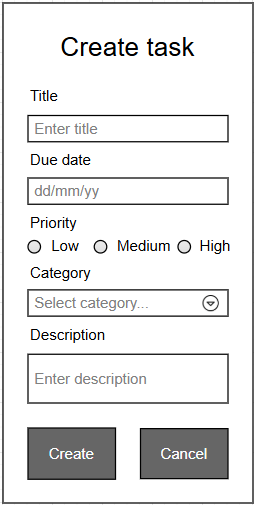 Create task
Title
Enter title
Due date
dd/mm/yy
Priority
Low Medium High
Category
Select category...
Description
Enter description
Create Cancel